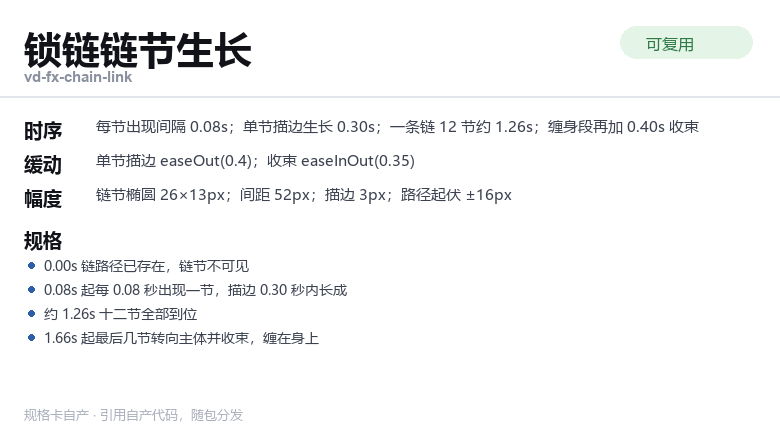 锁链链节生长
可复用
vd-fx-chain-link
时序 每节出现间隔 0.08s；单节描边生长 0.30s；一条链 12 节约 1.26s；缠身段再加 0.40s 收束
缓动 单节描边 easeOut(0.4)；收束 easeInOut(0.35)
幅度 链节椭圆 26×13px；间距 52px；描边 3px；路径起伏 ±16px
规格
0.00s 链路径已存在，链节不可见
0.08s 起每 0.08 秒出现一节，描边 0.30 秒内长成
约 1.26s 十二节全部到位
1.66s 起最后几节转向主体并收束，缠在身上
规格卡自产 · 引用自产代码，随包分发